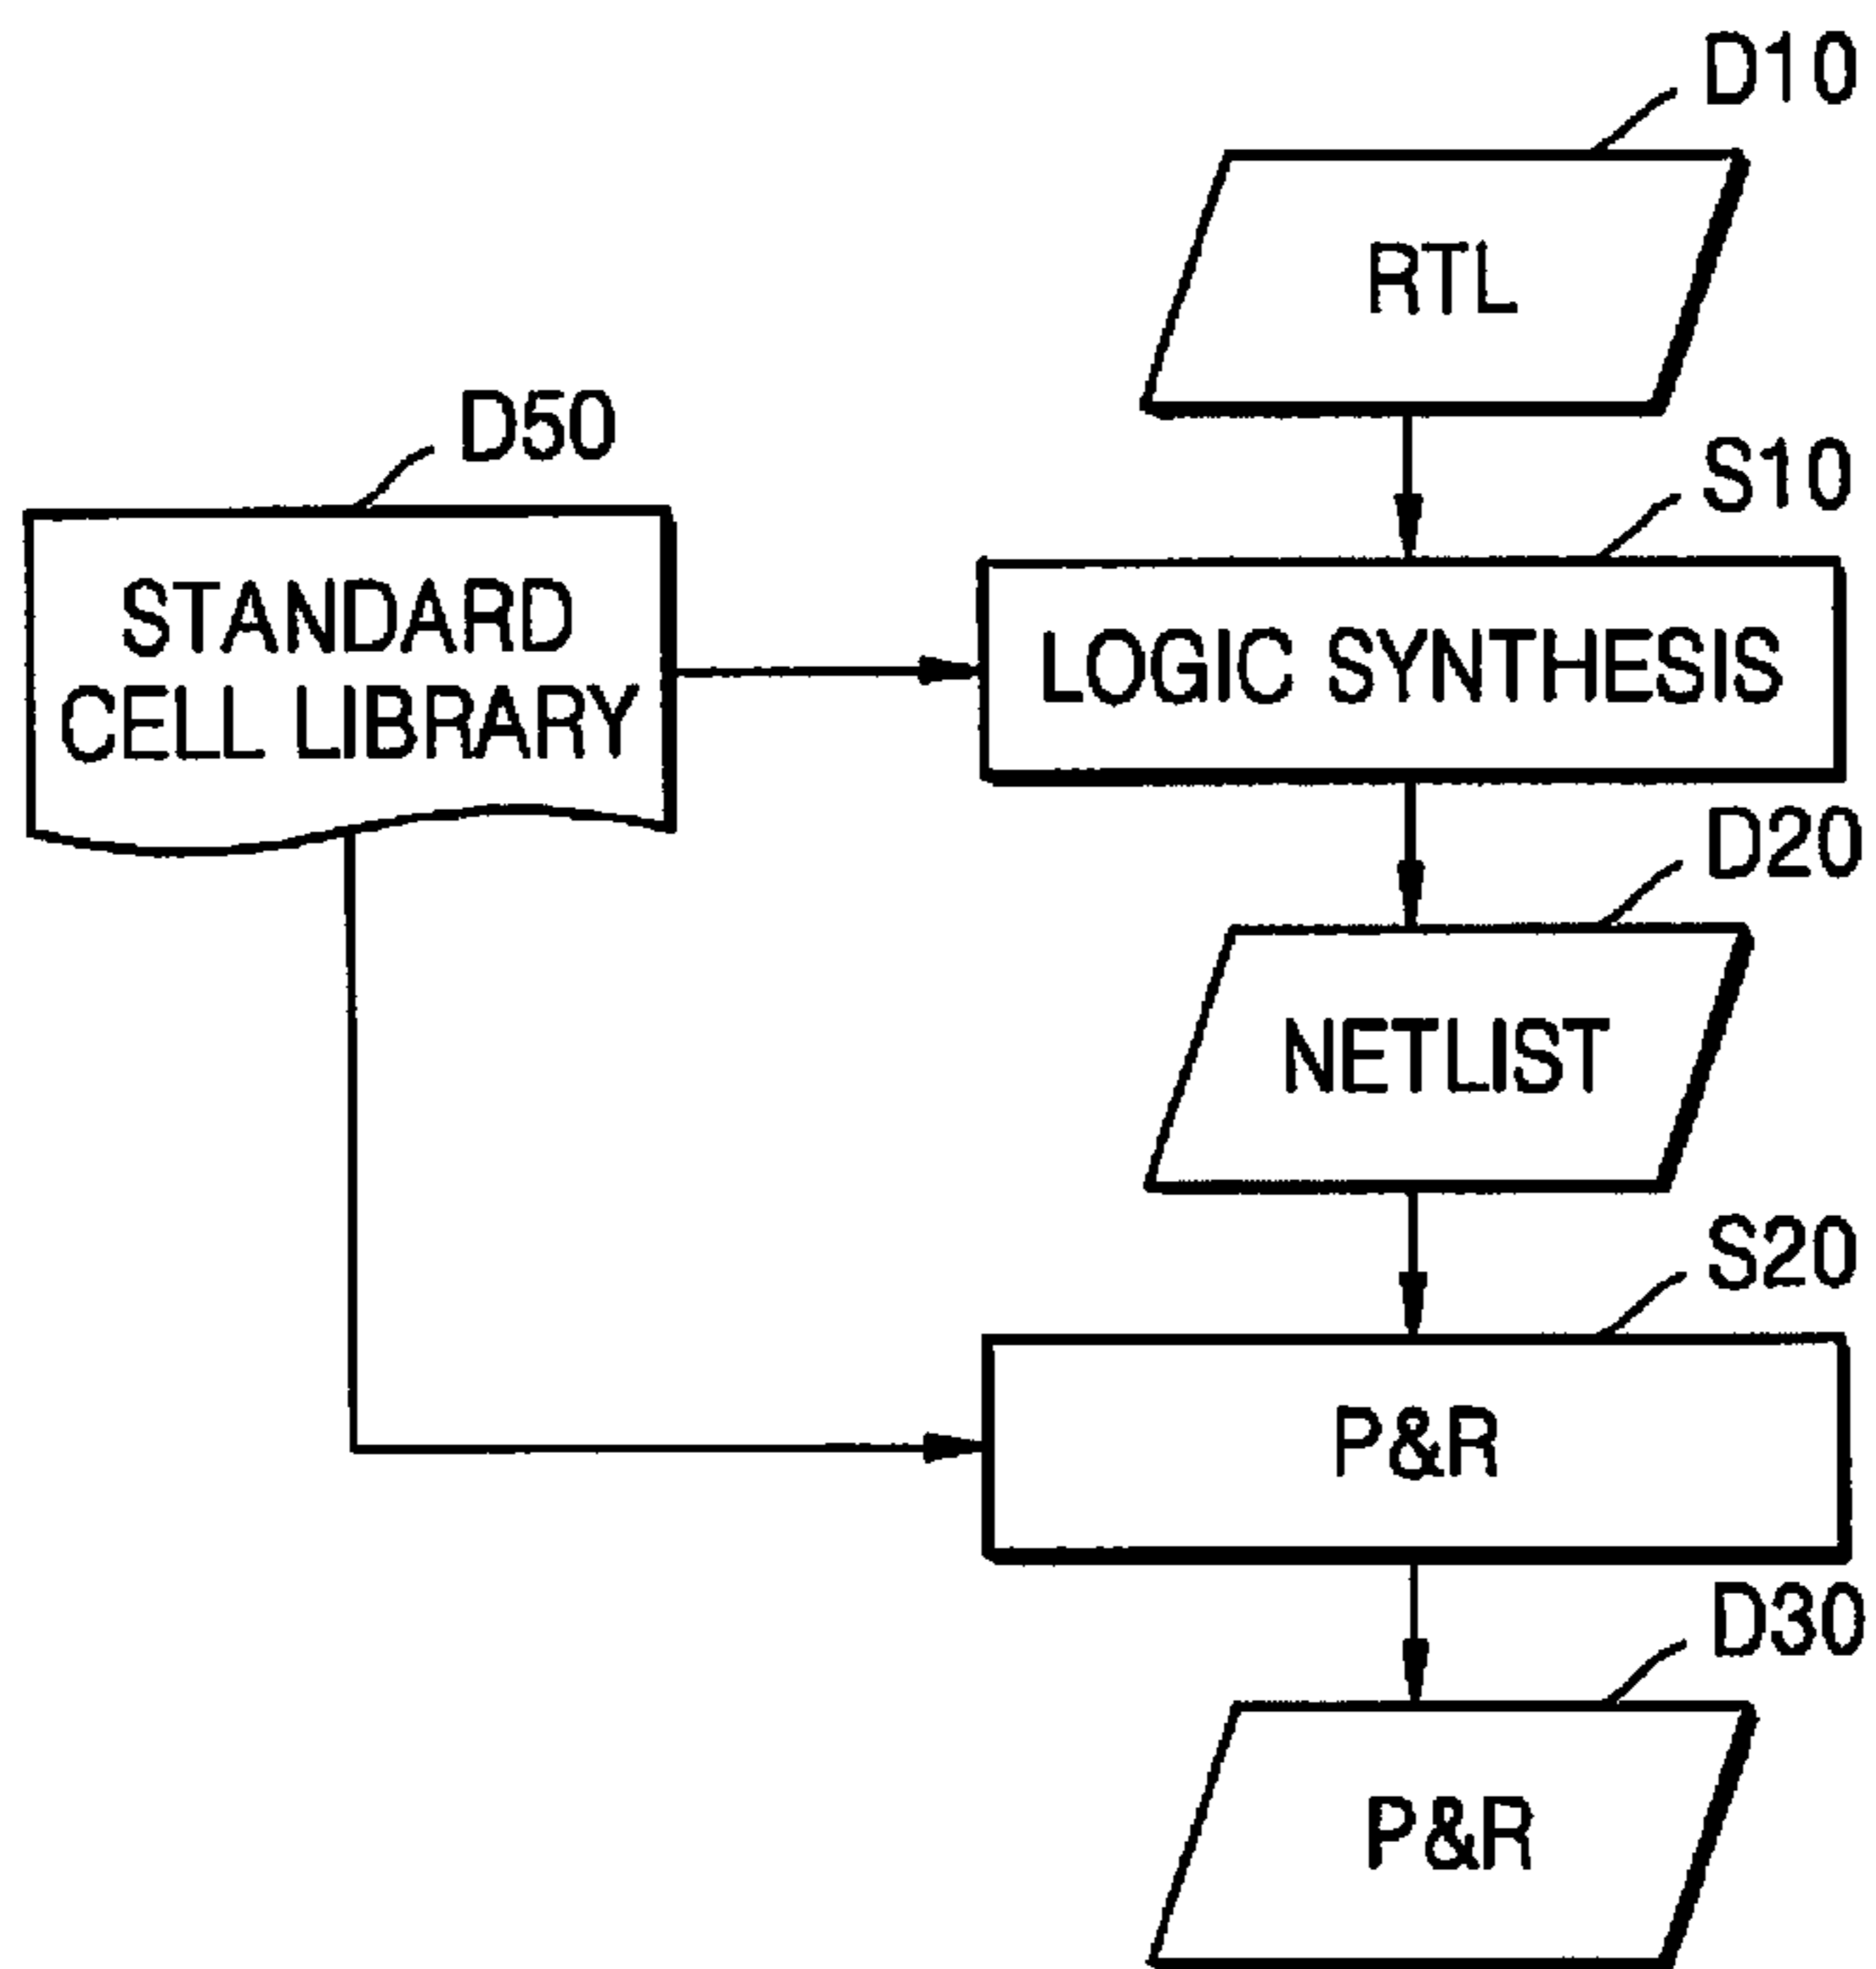 D10
RTL
D50
S10
STANDARD
CELL LIBRARY
LOGIC SYNTHESIS
D20
NETLIST
S20
P&R
D30
P&R